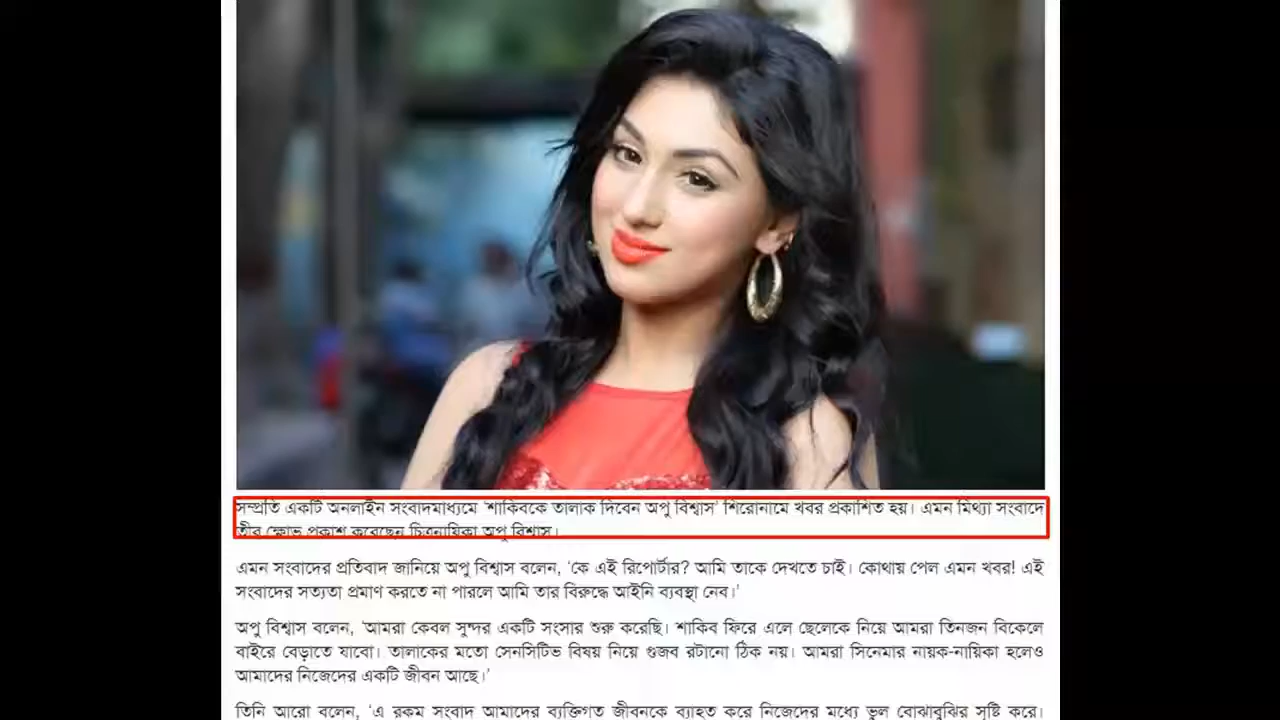 সম্প্রতি একটি অনলাইন সংবাদমাধ্যমে ‘শাকিবকে তালাক দিবেন অপু বিশ্বাস’ শিরোনামে খবর প্রকাশিত হয়। এমন মিথ্যা সংবাদে
তীব্র ক্ষোভ প্রকাশ করেছেন চিত্রনায়িকা অপু বিশ্বাস।
এমন সংবাদের প্রতিবাদ জানিয়ে অপু বিশ্বাস বলেন, ‘কে এই রিপোর্টার? আমি তাকে দেখতে চাই। কোথায় পেল এমন খবর! এই
সংবাদের সত্যতা প্রমাণ করতে না পারলে আমি তার বিরুদ্ধে আইনি ব্যবস্থা নেব।’
অপু বিশ্বাস বলেন, ‘আমরা কেবল সুন্দর একটি সংসার শুরু করেছি। শাকিব ফিরে এলে ছেলেকে নিয়ে আমরা তিনজন বিকেলে
বাইরে বেড়াতে যাবো। তালাকের মতো সেনসিটিভ বিষয় নিয়ে গুজব রটানো ঠিক নয়। আমরা সিনেমার নায়ক-নায়িকা হলেও
আমাদের নিজেদের একটি জীবন আছে।’
তিনি আরো বলেন, ‘এ রকম সংবাদ আমাদের ব্যক্তিগত জীবনকে ব্যাহত করে নিজেদের মধ্যে ভুল বোঝাবুঝির সৃষ্টি করে।